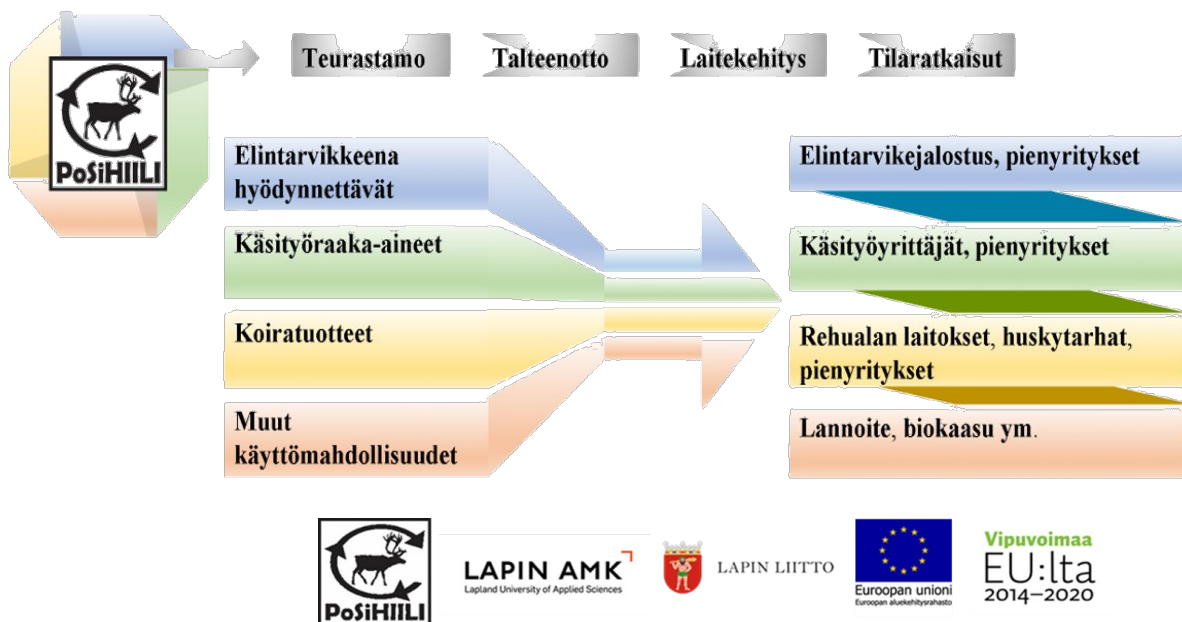 PoSiHIILI
Teurastamo
Talteenotto
Laitekehitys
Tilaratkaisut
Elintarvikkeena
hyödynnettävät
Käsityöraaka-aineet
Koiratuotteet
Muut
käyttömahdollisuudet
Elintarvikejalostus, pienyritykset
Käsityöyrittäjät, pienyritykset
Rehualan laitokset, huskytarhat,
pienyritykset
Lannoite, biokaasu ym.
PoSiHIILI
LAPIN AMK
Lapland University of Applied Sciences
LAPIN LIITTO
Euroopan unioni
Euroopan aluekehitysrahasto
Vipuvoimaa
EU:lta
2014–2020